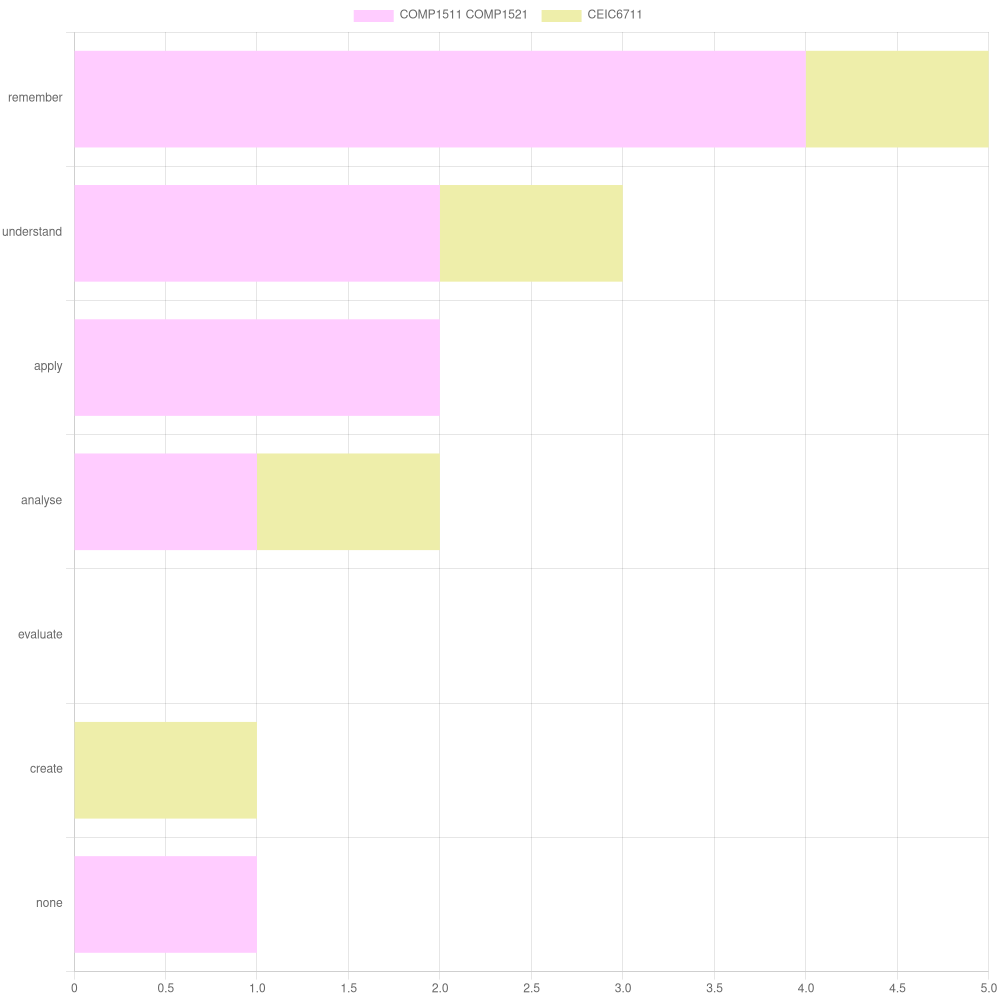 COMP1511 COMP1521 CEIC6711
remember
understand
apply
analyse
evaluate
create
none
0 0.5 1.0 1.5 2.0 2.5 3.0 3.5 4.0 4.5 5.0